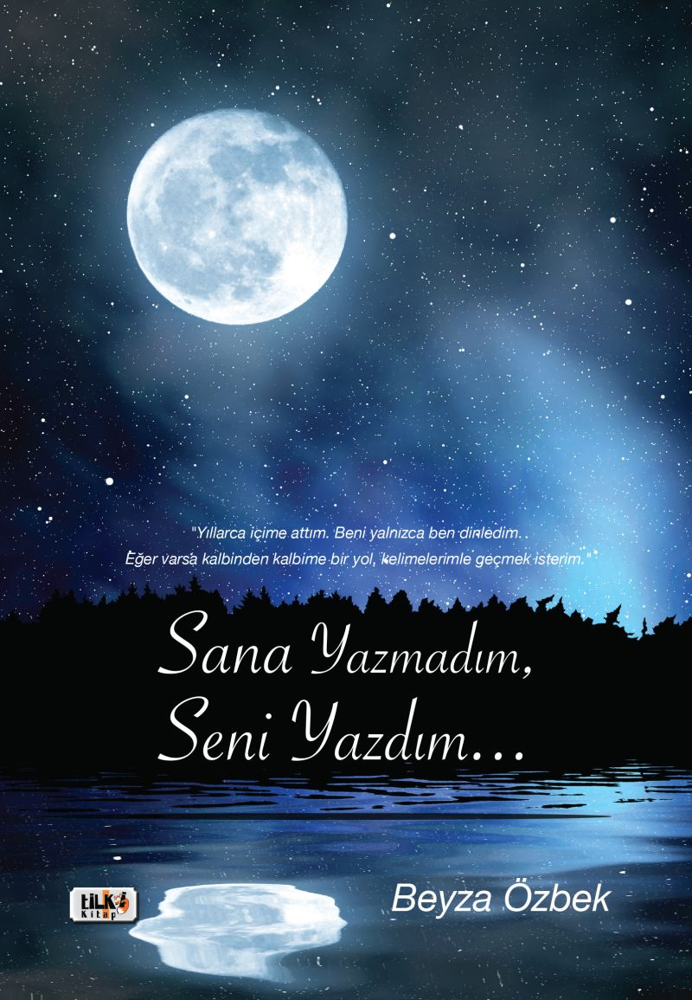 "Yıllarca içime attım. Beni yalnızca ben dinledim. .
Eğer varsa kalbinden kalbime bir yol, kelimelerimle geçmek isterim."
Sana Yazmadım,
Seni Yazdım...
Beyza Özbek
tiLKi
Kitap